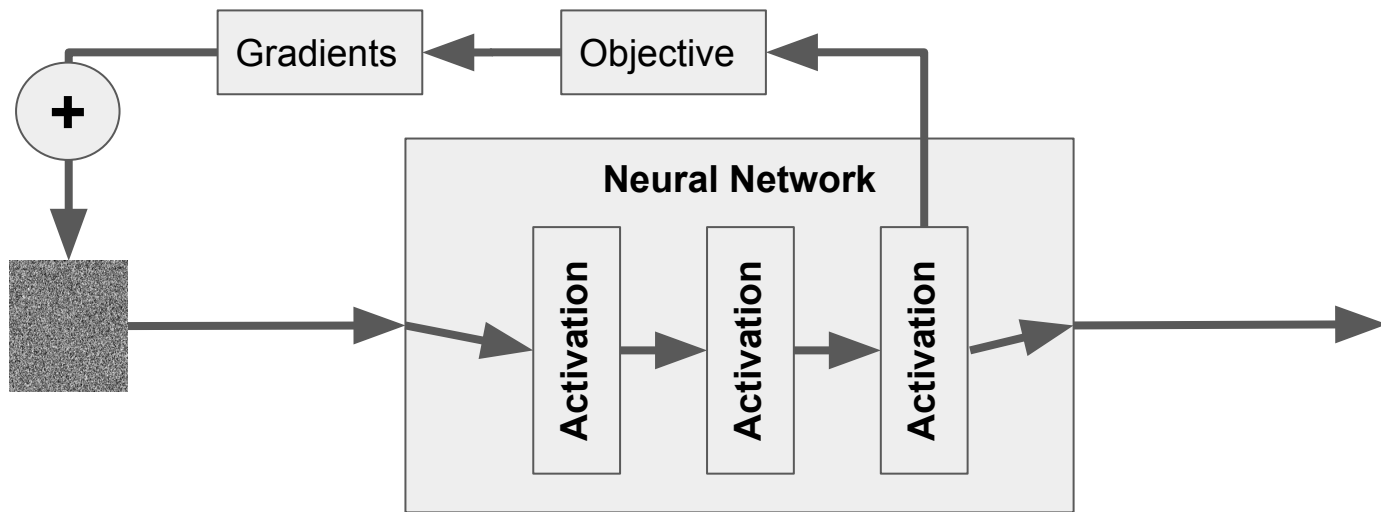 Gradients
Objective
+
Neural Network
Activation
Activation
Activation